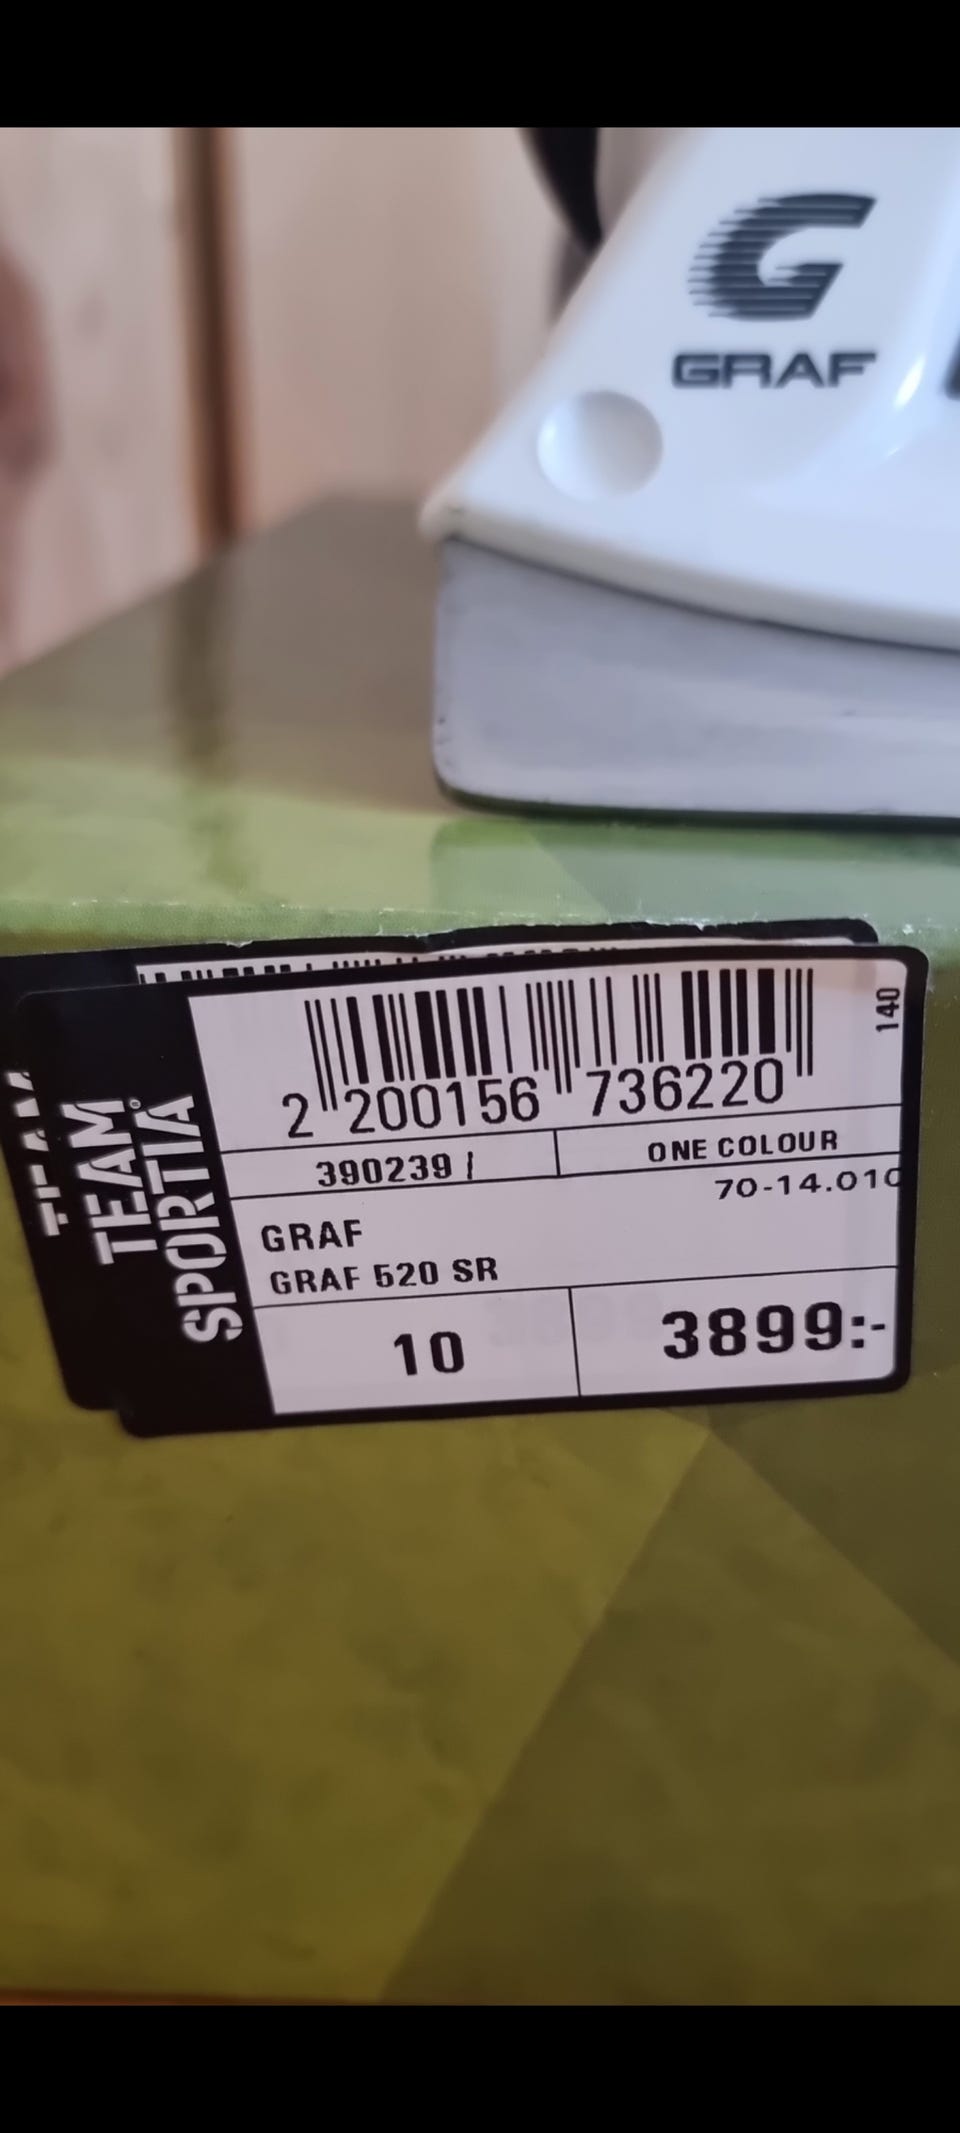 G
GRAF
140
2 200156 736220
390239 /
ONE COLOUR
70-14.010
TEAM
SPORTIA
GRAF
GRAF 520 SR
10
3899:-
TEAM